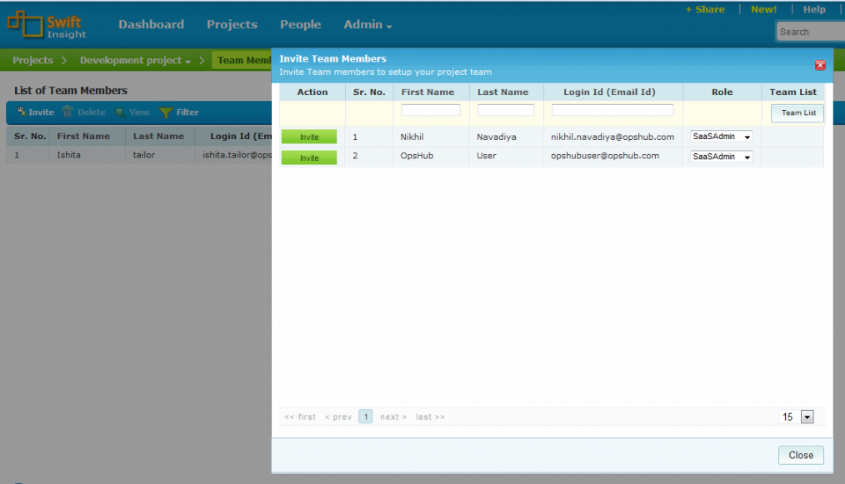 + Share | New! | Help |
Swift Insight
Dashboard Projects People Admin
Search
Projects > Development project > Team Mem
Invite Team Members
Invite Team members to setup your project team
List of Team Members
Invite Delete View Filter
Sr. No. First Name Last Name Login Id (Em
1 Ishita tailor ishita.tailor@ops
Action Sr. No. First Name Last Name Login Id (Email Id) Role Team List
Team List
Invite 1 Nikhil Navadiya nikhil.navadiya@opshub.com SaaSAdmin
Invite 2 OpsHub User opshubuser@opshub.com SaaSAdmin
<< first < prev 1 next > last >> 15
Close